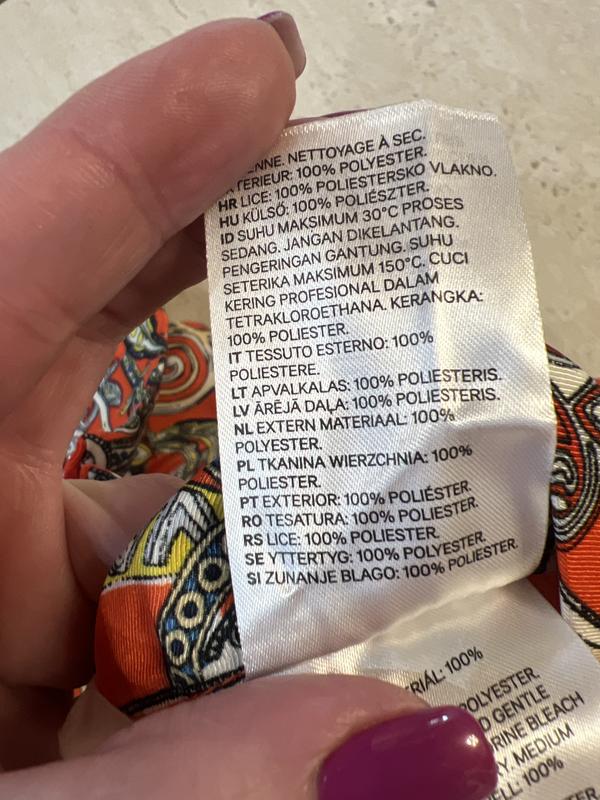 NETTOYAGE À SEC.
100% POLYESTER.
HR LICE: 100% POLIESTERSKO VLAKNO.
HU KÜLSŐ: 100% POLIÉSZTER.
ID SUHU MAKSIMUM 30°C PROSES
SEDANG. JANGAN DIKELANTANG.
PENGERINGAN GANTUNG. SUHU
SETERIKA MAKSIMUM 150°C. CUCI
KERING PROFESIONAL DALAM
TETRAKLOROETHANA. KERANGKA:
100% POLIESTER.
IT TESSUTO ESTERNO: 100%
POLIESTERE.
LT APVALKALAS: 100% POLIESTERIS.
LV ĀRĒJĀ DAĻA: 100% POLIESTERIS.
NL EXTERN MATERIAAL: 100%
POLYESTER.
PL TKANINA WIERZCHNIA: 100%
POLIESTER.
PT EXTERIOR: 100% POLIÉSTER.
RO TESATURA: 100% POLIESTER.
RS LICE: 100% POLIESTER.
SE YTTERTYG: 100% POLYESTER.
SI ZUNANJE BLAGO: 100% POLIESTER.
100%
POLYESTER.
GENTLE
BLEACH
MEDIUM
100%